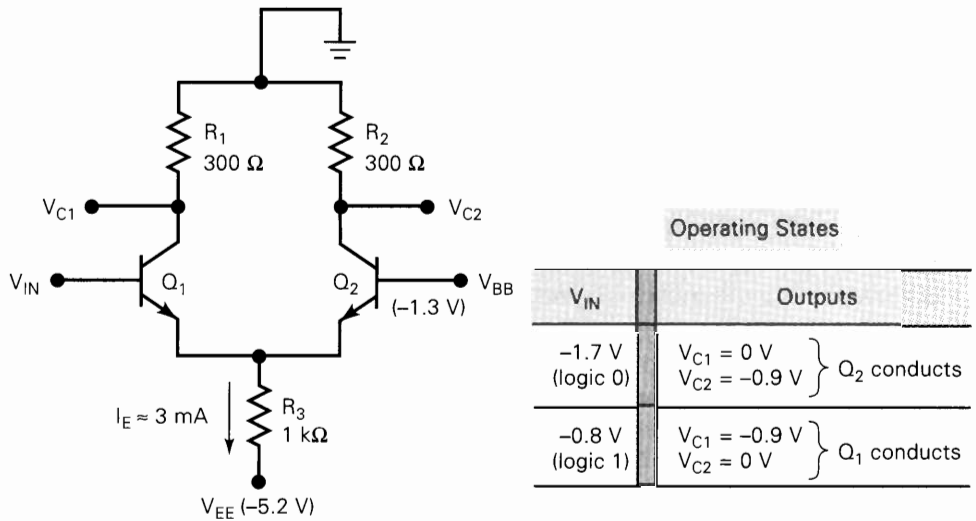 R1
300 Ω
R2
300 Ω
VC1
VC2
VIN
Q1
Q2
VBB
(–1.3 V)
IE ≈ 3 mA
R3
1 kΩ
VEE (–5.2 V)
Operating States
VIN Outputs
–1.7 V
(logic 0)
VC1 = 0 V
VC2 = –0.9 V
Q2 conducts
–0.8 V
(logic 1)
VC1 = –0.9 V
VC2 = 0 V
Q1 conducts